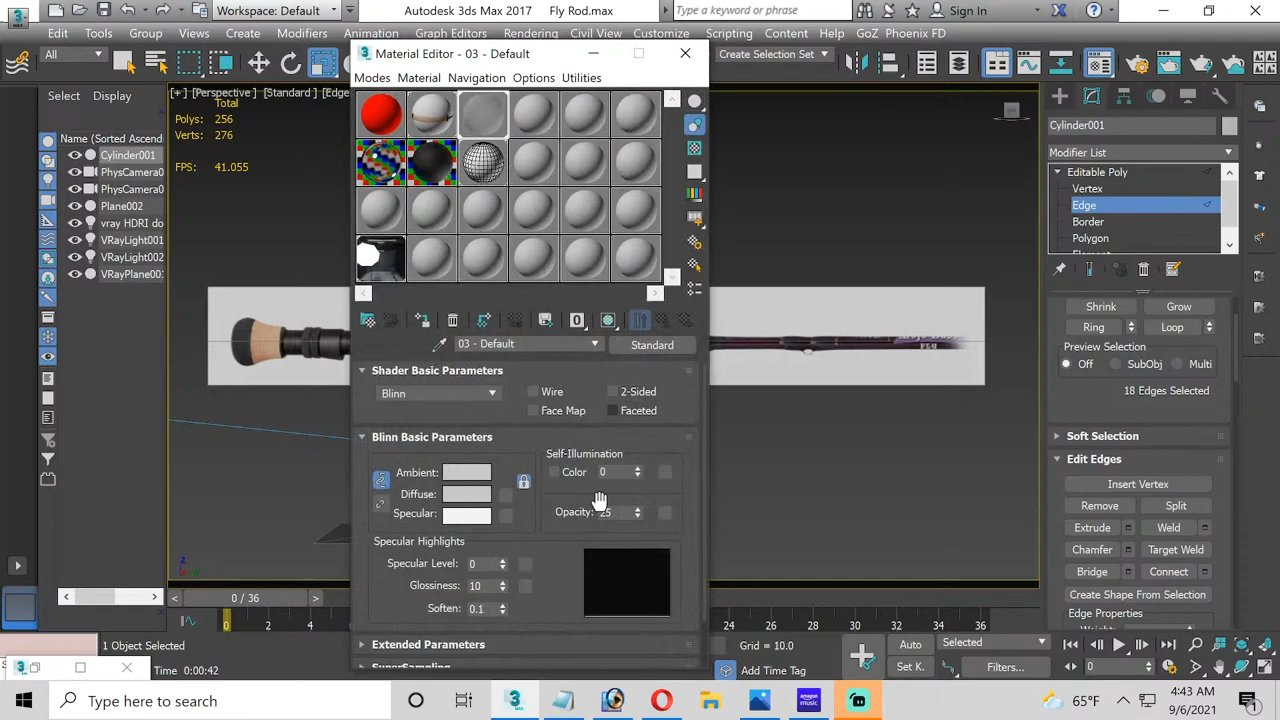 Workspace: Default
Autodesk 3ds Max 2017 Fly Rod.max
Type a keyword or phrase
Sign In
Edit Tools Group Views Create Modifiers Animation
Rendering Civil View Customize Scripting Content GoZ Phoenix FD
All
Create Selection Set
Material Editor - 03 - Default
Modes Material Navigation Options Utilities
Select Display
Name (Sorted Ascend
Cylinder001
PhysCamera0
PhysCamera0
Plane002
vray HDRI do
VRayLight001
VRayLight002
VRayPlane00:
[+] [Perspective] [Standard] [Edge
Total
Polys: 256
Verts: 276
FPS: 41.055
03 - Default
Standard
Shader Basic Parameters
Blinn
Wire
2-Sided
Face Map
Faceted
Blinn Basic Parameters
Self-Illumination
Ambient:
Color 0
Diffuse:
Specular:
Opacity: 25
Specular Highlights
Specular Level: 0
Glossiness: 10
Soften: 0.1
Extended Parameters
SuperSampling
FLY
Cylinder001
Modifier List
Editable Poly
Vertex
Edge
Border
Polygon
Shrink Grow
Ring Loop
Preview Selection
Off SubObj Multi
18 Edges Selected
Soft Selection
Edit Edges
Insert Vertex
Remove Split
Extrude Weld
Chamfer Target Weld
Bridge Connect
Create Shape From Selection
Edge Properties
0 / 36
0 2 4 24 26 28 30 32 34 36
1 Object Selected
Time: 0:00:42
Grid = 10.0
Add Time Tag
Auto
Selected
Set K.
Filters...
0
Type here to search
65°F
4:43 AM
9/6/2021
amazon
music